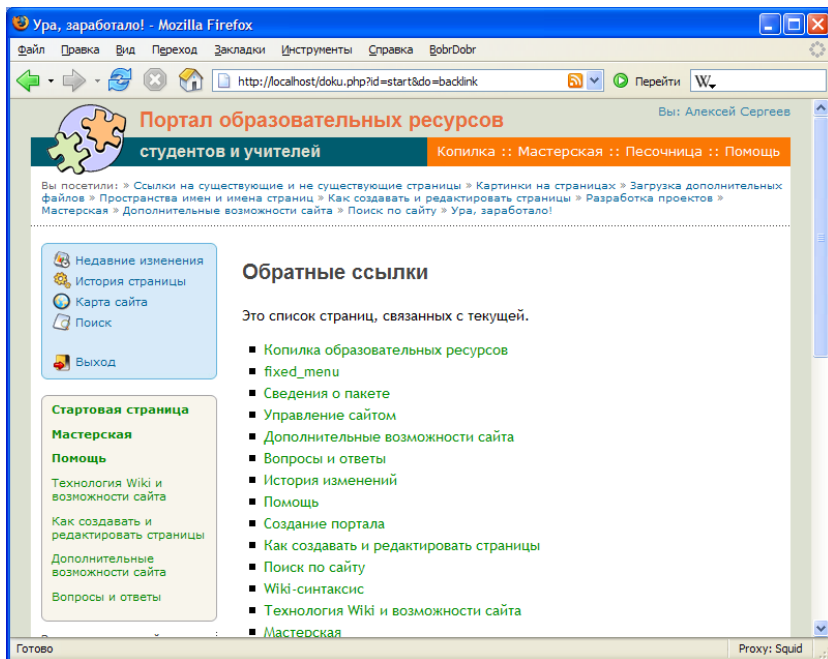 Ура, заработало! - Mozilla Firefox
Файл Правка Вид Переход Закладки Инструменты Справка BobrDobr
http://localhost/doku.php?id=start&do=backlink Перейти W
Вы: Алексей Сергеев
Портал образовательных ресурсов
студентов и учителей
Копилка :: Мастерская :: Песочница :: Помощь
Вы посетили: » Ссылки на существующие и не существующие страницы » Картинки на страницах » Загрузка дополнительных
файлов » Пространства имен и имена страниц » Как создавать и редактировать страницы » Разработка проектов »
Мастерская » Дополнительные возможности сайта » Поиск по сайту » Ура, заработало!
Недавние изменения
История страницы
Карта сайта
Поиск
Выход
Стартовая страница
Мастерская
Помощь
Технология Wiki и
возможности сайта
Как создавать и
редактировать страницы
Дополнительные
возможности сайта
Вопросы и ответы
Обратные ссылки
Это список страниц, связанных с текущей.
Копилка образовательных ресурсов
fixed_menu
Сведения о пакете
Управление сайтом
Дополнительные возможности сайта
Вопросы и ответы
История изменений
Помощь
Создание портала
Как создавать и редактировать страницы
Поиск по сайту
Wiki-синтаксис
Технология Wiki и возможности сайта
Мастерская
Готово
Proxy: Squid